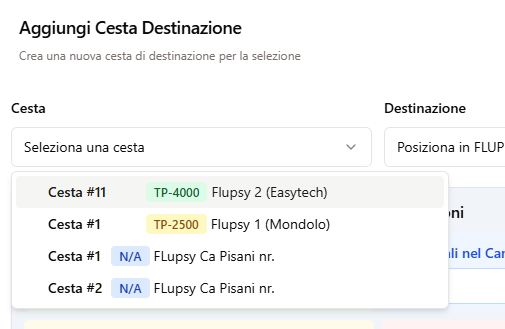 Aggiungi Cesta Destinazione
Crea una nuova cesta di destinazione per la selezione
Cesta
Destinazione
Seleziona una cesta
Posiziona in FLUP
Cesta #11 TP-4000 Flupsy 2 (Easytech)
Cesta #1 TP-2500 Flupsy 1 (Mondolo)
Cesta #1 N/A FLupsy Ca Pisani nr.
Cesta #2 N/A FLupsy Ca Pisani nr.
oni
ali nel Car